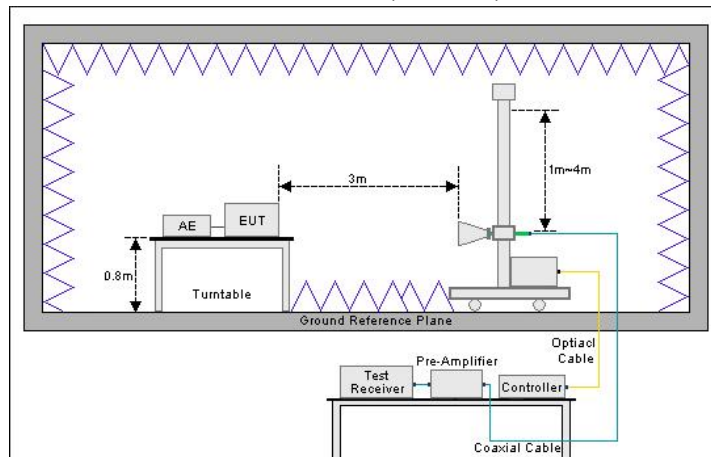 3m
1m~4m
AE
EUT
0.8m
Turntable
Ground Reference Plane
Optiacl
Cable
Test
Receiver
Pre-Amplifier
Controller
Coaxial Cable